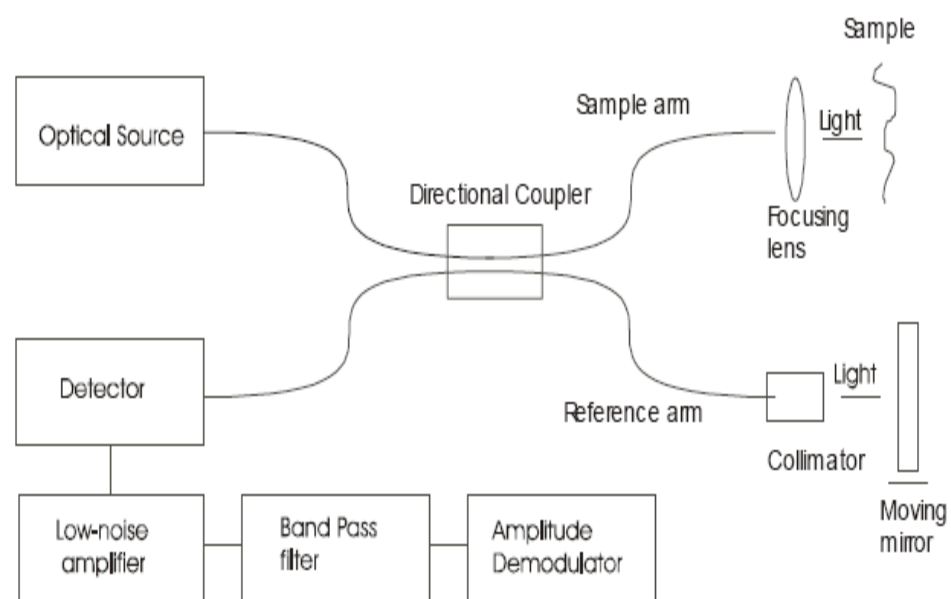 Sample
Optical Source
Sample arm
Light
Directional Coupler
Focusing
lens
Detector
Light
Reference arm
Collimator
Moving
mirror
Low-noise
amplifier
Band Pass
filter
Amplitude
Demodulator